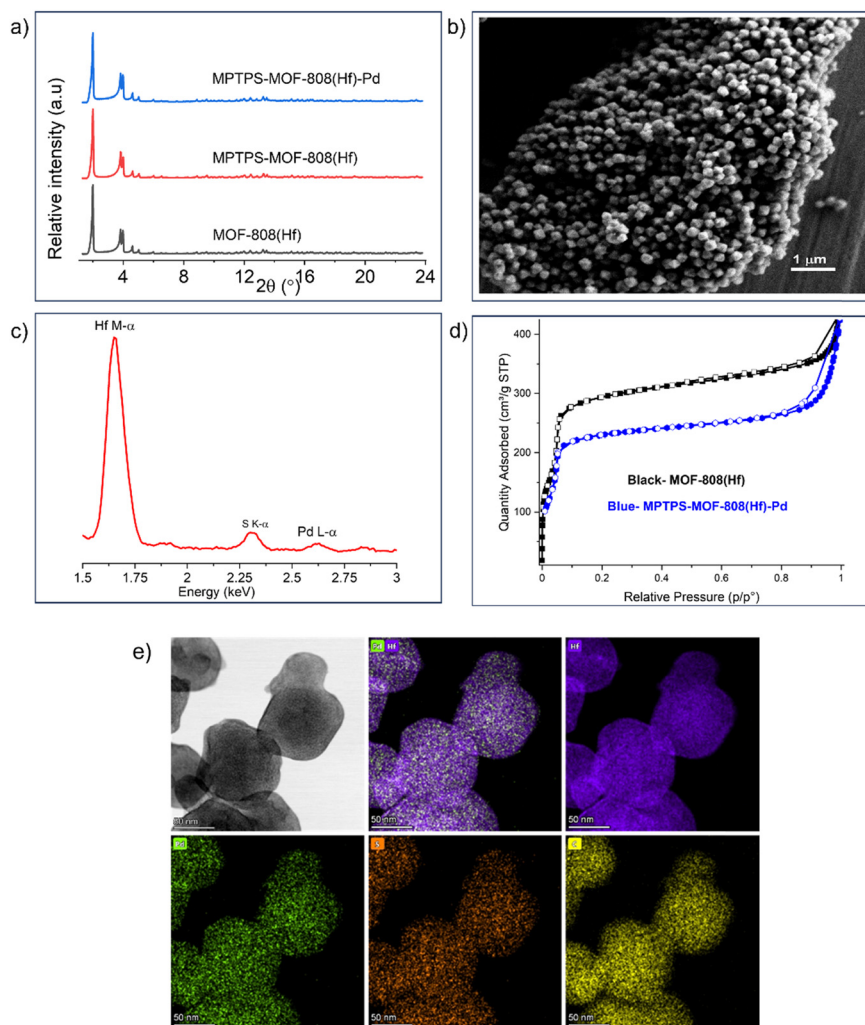 a)
Relative intensity (a.u)
MPTPS-MOF-808(Hf)-Pd
MPTPS-MOF-808(Hf)
MOF-808(Hf)
4 8 12 16 20 24
2θ (°)
b)
1 μm
c)
Hf M-α
S K-α
Pd L-α
1.5 1.75 2 2.25 2.5 2.75 3
Energy (keV)
d)
Quantity Adsorbed (cm³/g STP)
400
300
200
100
Black- MOF-808(Hf)
Blue- MPTPS-MOF-808(Hf)-Pd
0 0.2 0.4 0.6 0.8 1
Relative Pressure (p/p°)
e)
Pd Hf
Hf
50 nm
50 nm
50 nm
Pd
50 nm
50 nm
50 nm